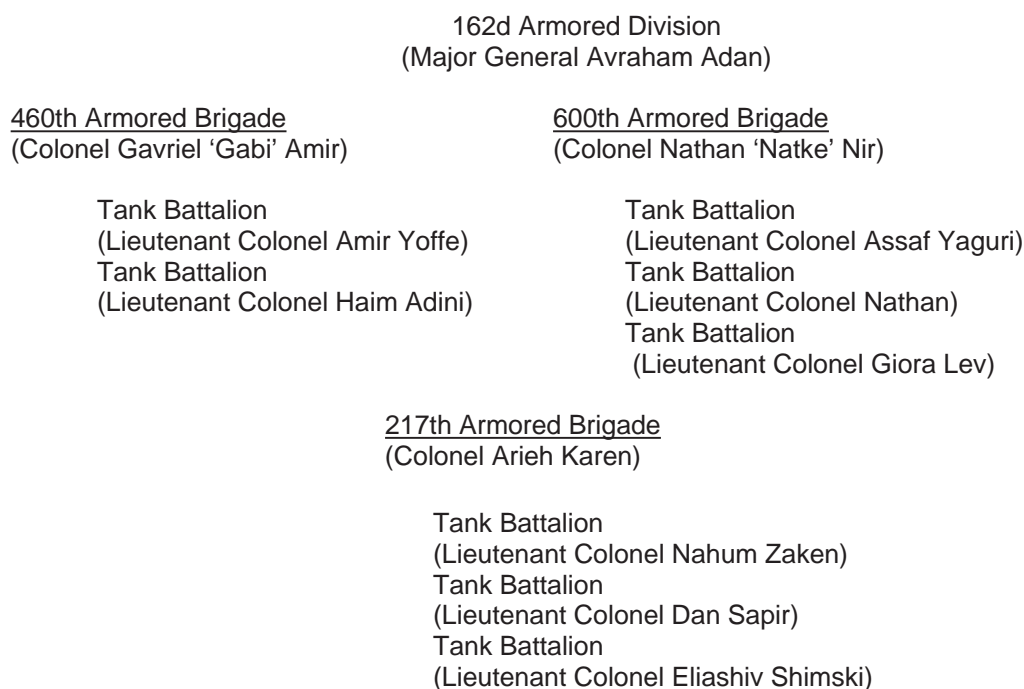 162d Armored Division
(Major General Avraham Adan)
460th Armored Brigade
(Colonel Gavriel ‘Gabi’ Amir)
Tank Battalion
(Lieutenant Colonel Amir Yoffe)
Tank Battalion
(Lieutenant Colonel Haim Adini)
600th Armored Brigade
(Colonel Nathan ‘Natke’ Nir)
Tank Battalion
(Lieutenant Colonel Assaf Yaguri)
Tank Battalion
(Lieutenant Colonel Nathan)
Tank Battalion
(Lieutenant Colonel Giora Lev)
217th Armored Brigade
(Colonel Arieh Karen)
Tank Battalion
(Lieutenant Colonel Nahum Zaken)
Tank Battalion
(Lieutenant Colonel Dan Sapir)
Tank Battalion
(Lieutenant Colonel Eliashiv Shimski)